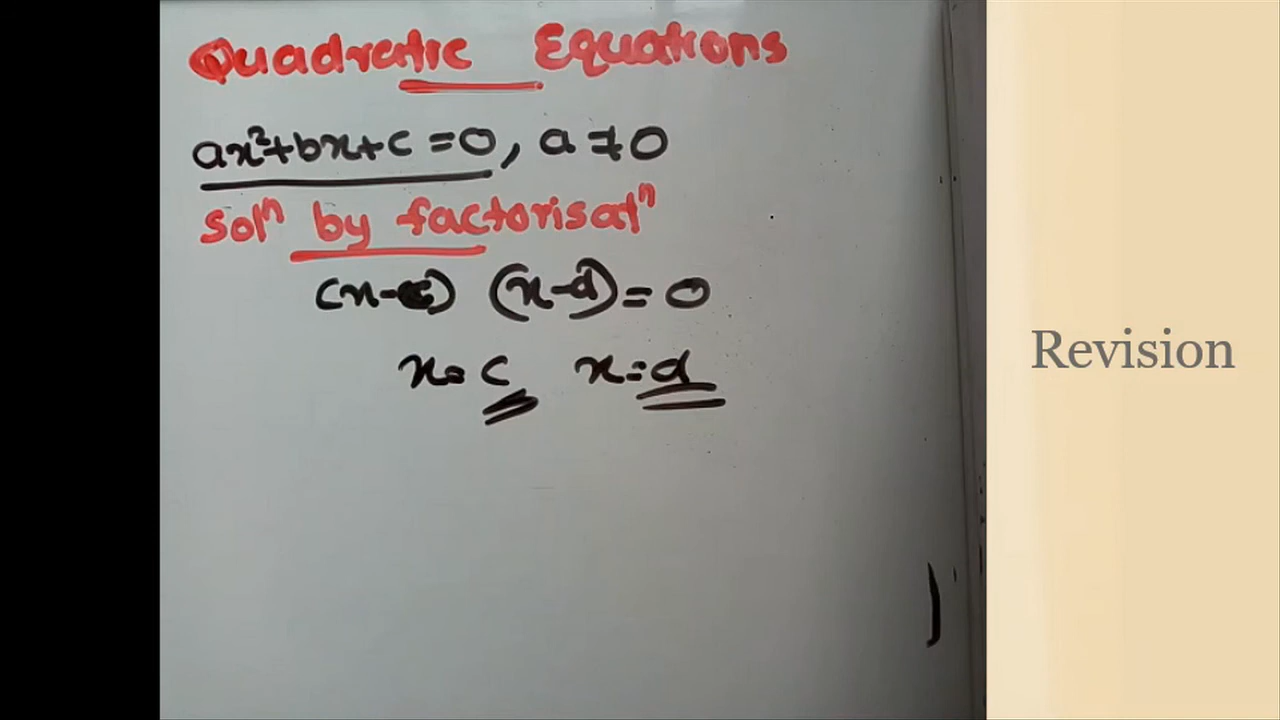 Quadratic Equations
ax²+bx+c=0, a≠0
Solⁿ by factorisatⁿ
(x-c) (x-d)=0
x=c x=d
Revision